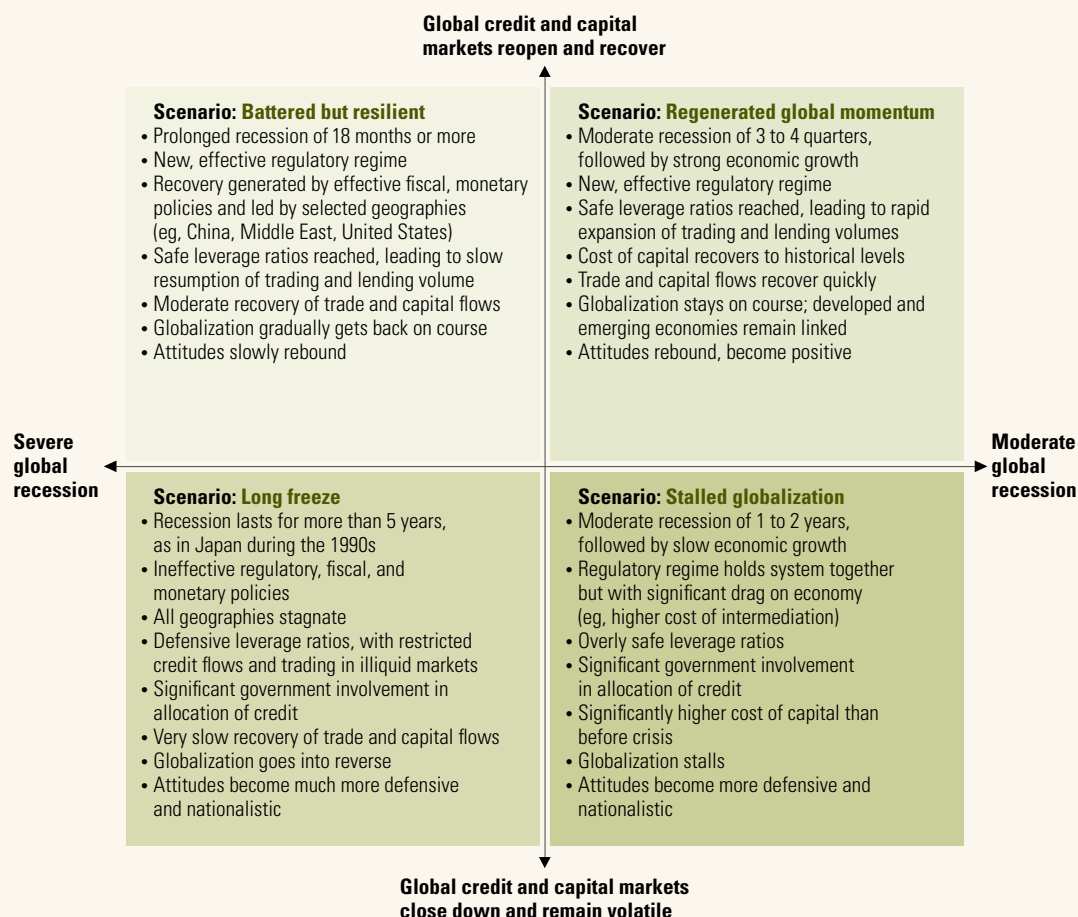 Global credit and capital
markets reopen and recover
Scenario: Battered but resilient
• Prolonged recession of 18 months or more
• New, effective regulatory regime
• Recovery generated by effective fiscal, monetary
policies and led by selected geographies
(eg, China, Middle East, United States)
• Safe leverage ratios reached, leading to slow
resumption of trading and lending volume
• Moderate recovery of trade and capital flows
• Globalization gradually gets back on course
• Attitudes slowly rebound
Scenario: Regenerated global momentum
• Moderate recession of 3 to 4 quarters,
followed by strong economic growth
• New, effective regulatory regime
• Safe leverage ratios reached, leading to rapid
expansion of trading and lending volumes
• Cost of capital recovers to historical levels
• Trade and capital flows recover quickly
• Globalization stays on course; developed and
emerging economies remain linked
• Attitudes rebound, become positive
Severe
global
recession
Moderate
global
recession
Scenario: Long freeze
• Recession lasts for more than 5 years,
as in Japan during the 1990s
• Ineffective regulatory, fiscal, and
monetary policies
• All geographies stagnate
• Defensive leverage ratios, with restricted
credit flows and trading in illiquid markets
• Significant government involvement in
allocation of credit
• Very slow recovery of trade and capital flows
• Globalization goes into reverse
• Attitudes become much more defensive
and nationalistic
Scenario: Stalled globalization
• Moderate recession of 1 to 2 years,
followed by slow economic growth
• Regulatory regime holds system together
but with significant drag on economy
(eg, higher cost of intermediation)
• Overly safe leverage ratios
• Significant government involvement
in allocation of credit
• Significantly higher cost of capital than
before crisis
• Globalization stalls
• Attitudes become more defensive and
nationalistic
Global credit and capital markets
close down and remain volatile